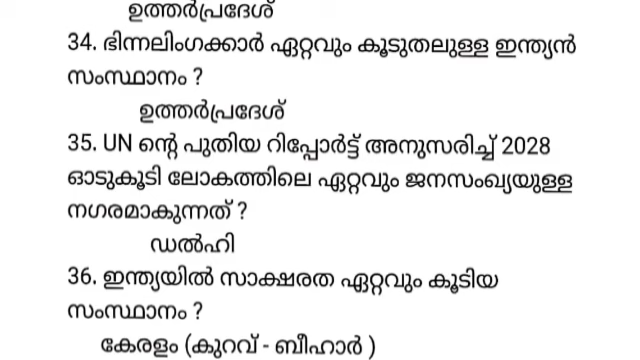 ഉത്തർപ്രദേശ്
34. ഭിന്നലിംഗക്കാർ ഏറ്റവും കൂടുതലുള്ള ഇന്ത്യൻ
സംസ്ഥാനം ?
ഉത്തർപ്രദേശ്
35. UN ന്റെ പുതിയ റിപ്പോർട്ട് അനുസരിച്ച് 2028
ഓടുകൂടി ലോകത്തിലെ ഏറ്റവും ജനസംഖ്യയുള്ള
നഗരമാകുന്നത് ?
ഡൽഹി
36. ഇന്ത്യയിൽ സാക്ഷരത ഏറ്റവും കൂടിയ
സംസ്ഥാനം ?
കേരളം (കുറവ് - ബീഹാർ )